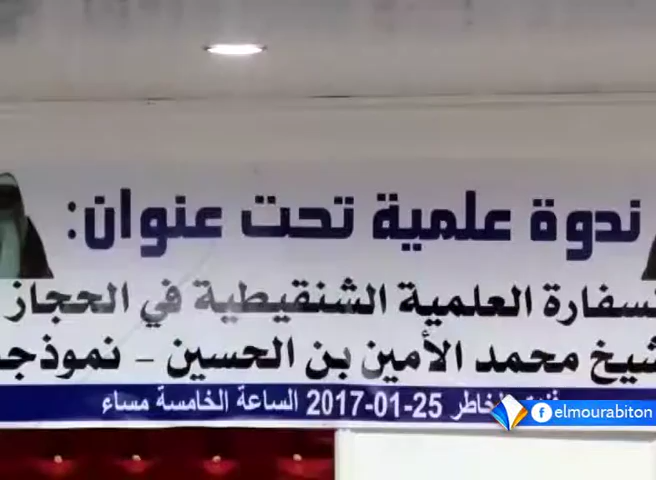 ندوة علمية تحت عنوان:
السفارة العلمية الشنقيطية في الحجاز
الشيخ محمد الأمين بن الحسين - نموذجا
الخاطر 25-01-2017 الساعة الخامسة مساء
elmourabiton